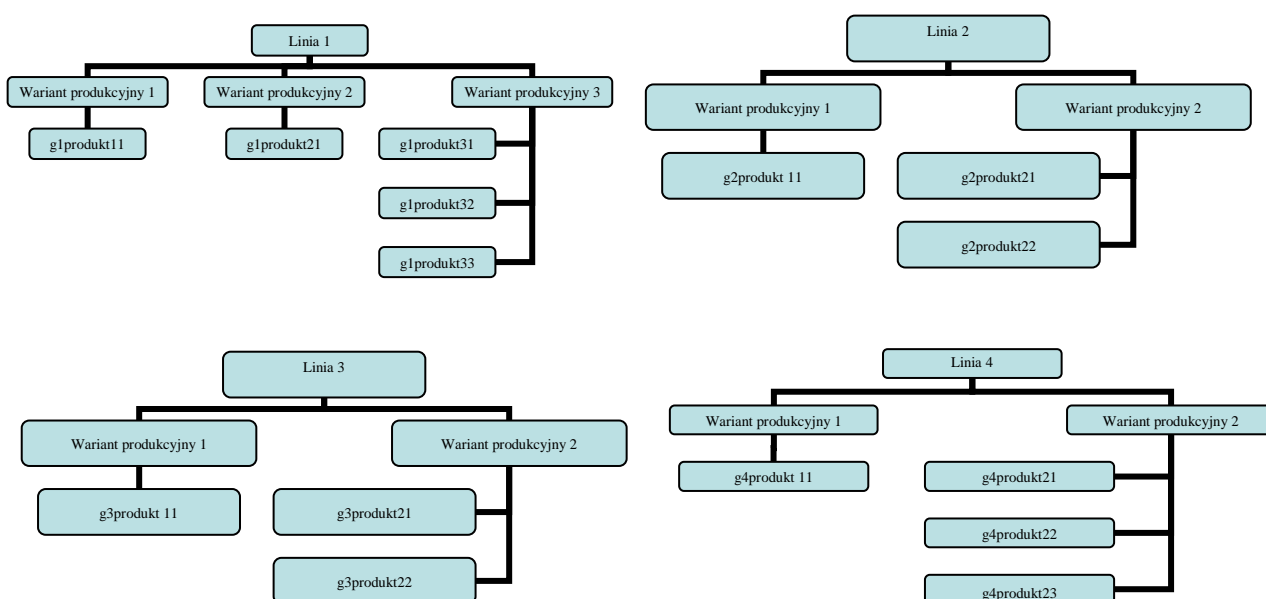 Linia 1
Wariant produkcyjny 1
Wariant produkcyjny 2
Wariant produkcyjny 3
g1produkt11
g1produkt21
g1produkt31
g1produkt32
g1produkt33
Linia 2
Wariant produkcyjny 1
Wariant produkcyjny 2
g2produkt 11
g2produkt21
g2produkt22
Linia 3
Wariant produkcyjny 1
Wariant produkcyjny 2
g3produkt 11
g3produkt21
g3produkt22
Linia 4
Wariant produkcyjny 1
Wariant produkcyjny 2
g4produkt 11
g4produkt21
g4produkt22
g4produkt23